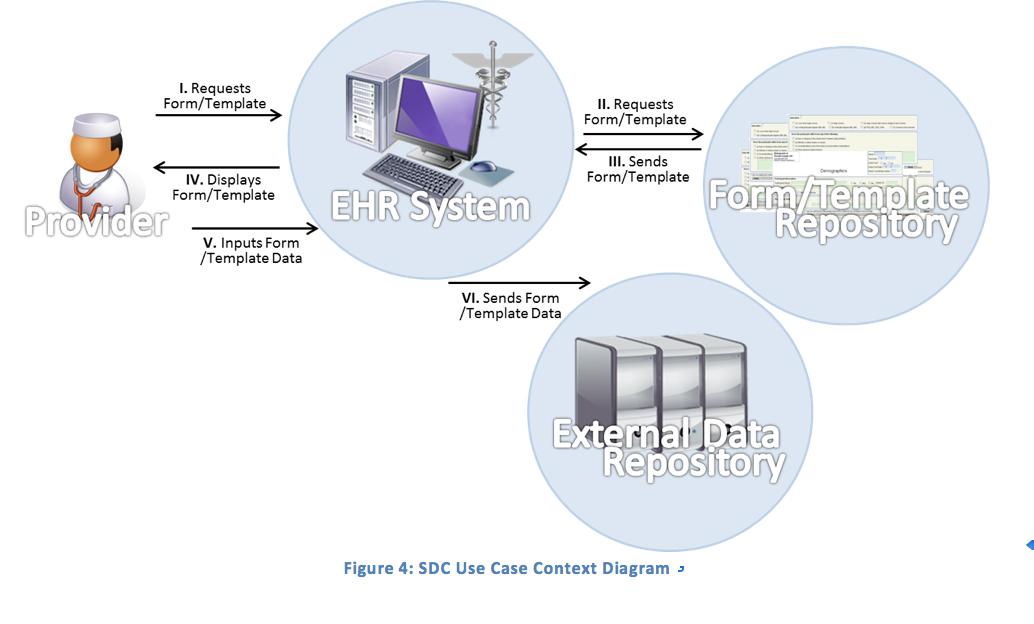 I. Requests
Form/Template
II. Requests
Form/Template
III. Sends
Form/Template
IV. Displays
Form/Template
Provider
EHR System
Demographics
Form/Template
Repository
V. Inputs Form
/Template Data
VI. Sends Form
/Template Data
External Data
Repository
Figure 4: SDC Use Case Context Diagram